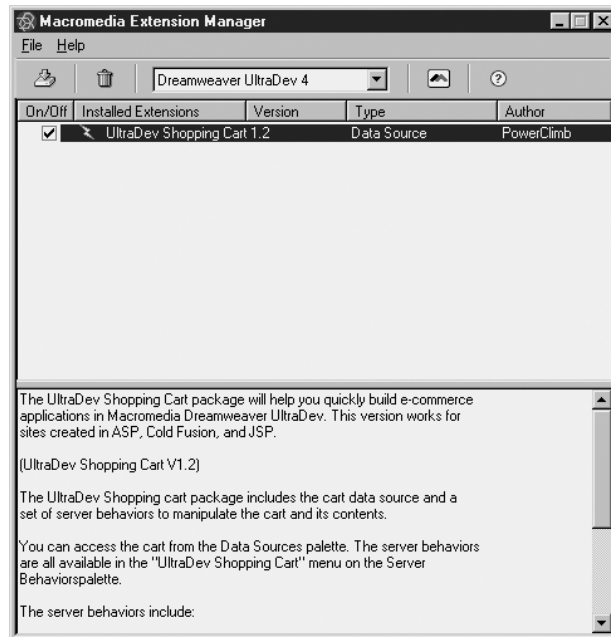 Macromedia Extension Manager
File Help
Dreamweaver UltraDev 4
On/Off Installed Extensions Version Type Author
UltraDev Shopping Cart 1.2 Data Source PowerClimb
The UltraDev Shopping Cart package will help you quickly build e-commerce
applications in Macromedia Dreamweaver UltraDev. This version works for
sites created in ASP, Cold Fusion, and JSP.
(UltraDev Shopping Cart V1.2)
The UltraDev Shopping cart package includes the cart data source and a
set of server behaviors to manipulate the cart and its contents.
You can access the cart from the Data Sources palette. The server behaviors
are all available in the "UltraDev Shopping Cart" menu on the Server
Behaviorspalette.
The server behaviors include: